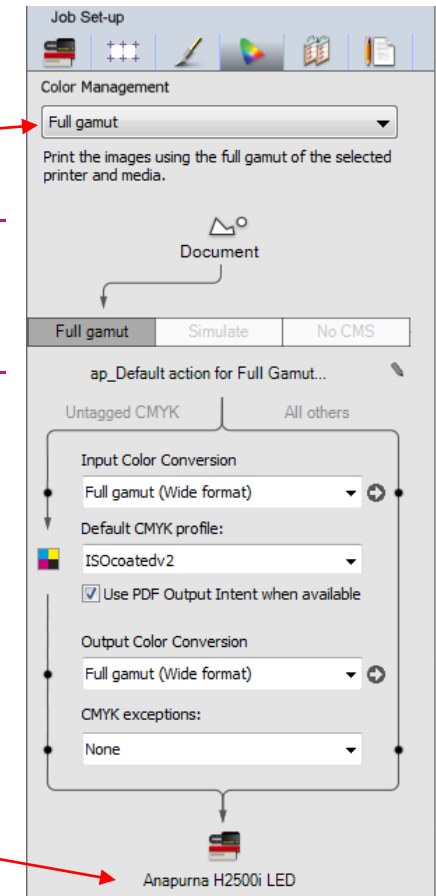 Job Set-up
Color Management
Full gamut
Print the images using the full gamut of the selected
printer and media.
Document
Full gamut Simulate No CMS
ap_Default action for Full Gamut...
Untagged CMYK All others
Input Color Conversion
Full gamut (Wide format)
Default CMYK profile:
ISOcoatedv2
Use PDF Output Intent when available
Output Color Conversion
Full gamut (Wide format)
CMYK exceptions:
None
Anapurna H2500i LED